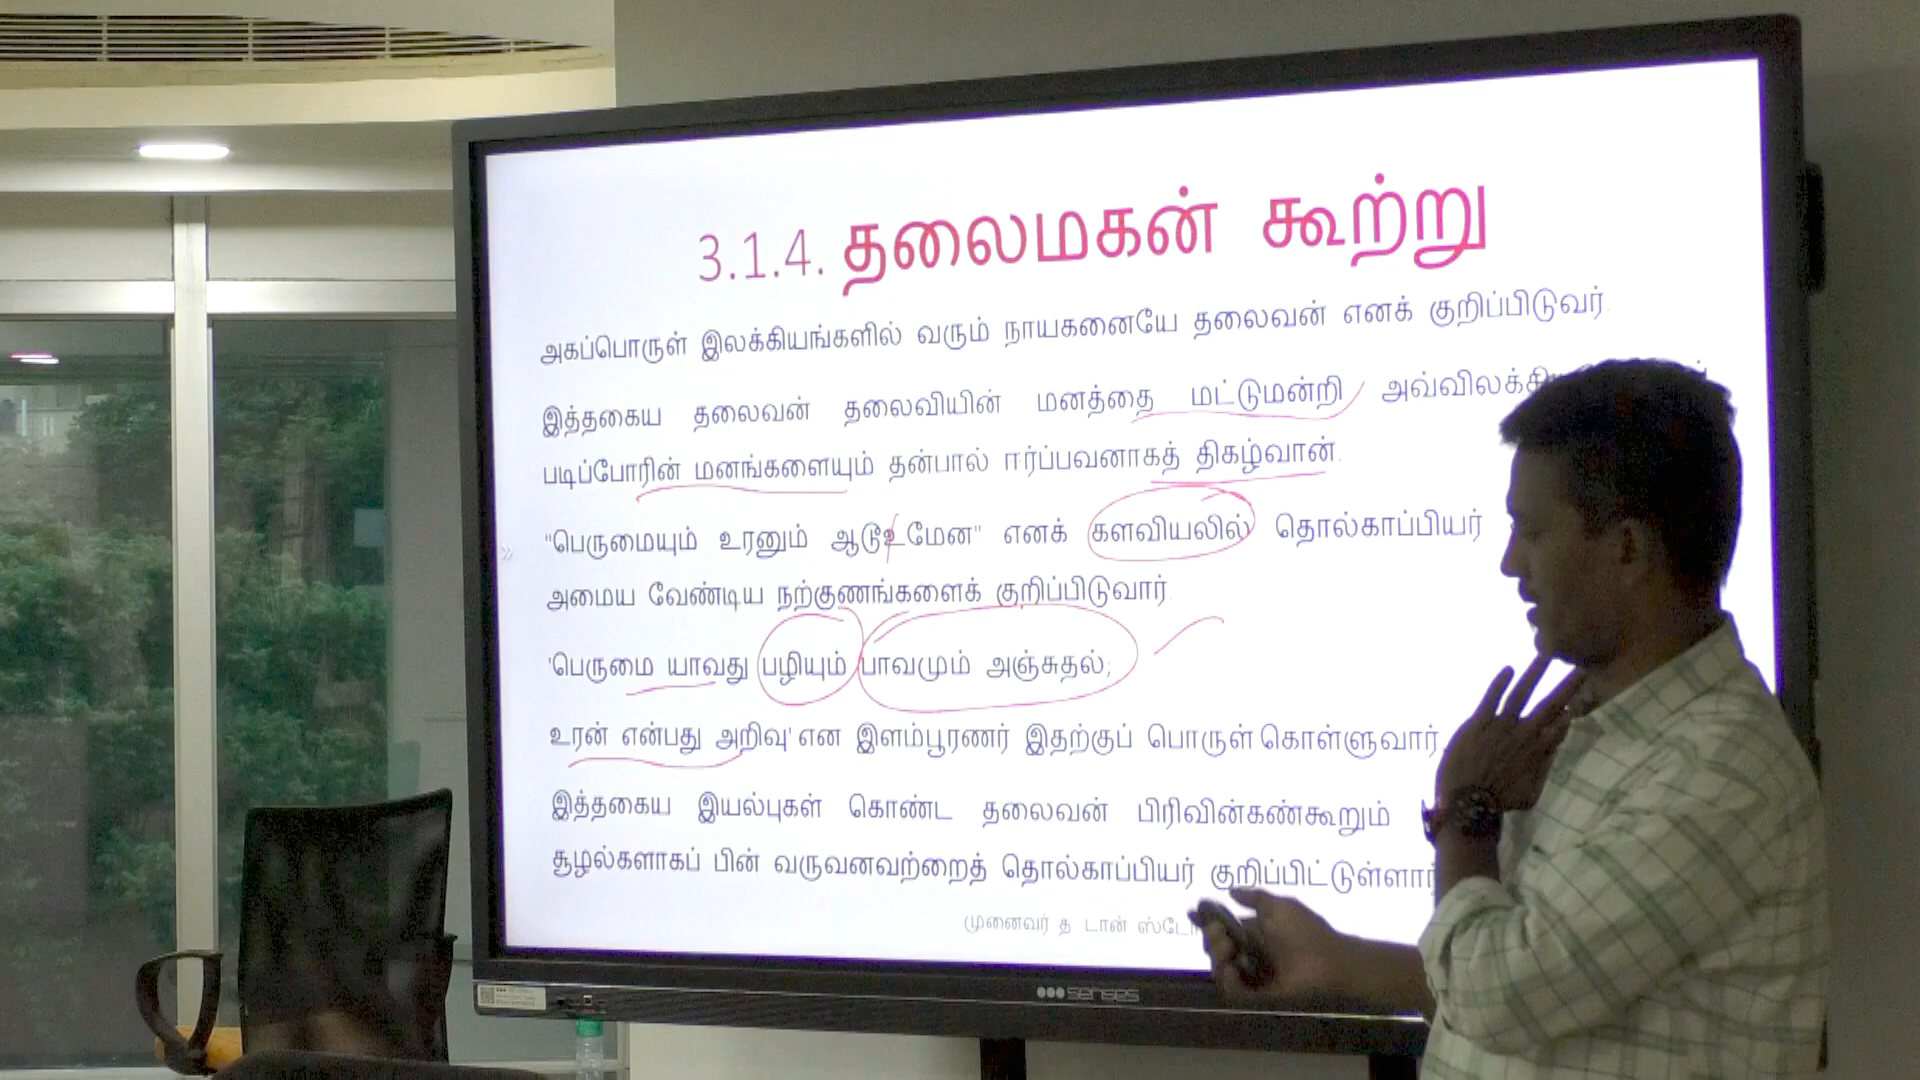 3.1.4. தலைமகன் கூற்று
அகப்பொருள் இலக்கியங்களில் வரும் நாயகனையே தலைவன் எனக் குறிப்பிடுவர்.
இத்தகைய தலைவன் தலைவியின் மனத்தை மட்டுமன்றி
படிப்போரின் மனங்களையும் தன்பால் ஈர்ப்பவனாகத் திகழ்வான்.
"பெருமையும் உரனும் ஆடூஉமேன" எனக் களவியலில் தொல்காப்பியர்
அமைய வேண்டிய நற்குணங்களைக் குறிப்பிடுவார்.
'பெருமை யாவது பழியும் பாவமும் அஞ்சுதல்;
உரன் என்பது அறிவு' என இளம்பூரணர் இதற்குப் பொருள் கொள்ளுவார்.
இத்தகைய இயல்புகள் கொண்ட தலைவன் பிரிவின்கண்கூறும்
சூழல்களாகப் பின் வருவனவற்றைத் தொல்காப்பியர் குறிப்பிட்டுள்ளார்
முனைவர் த டான்
senses